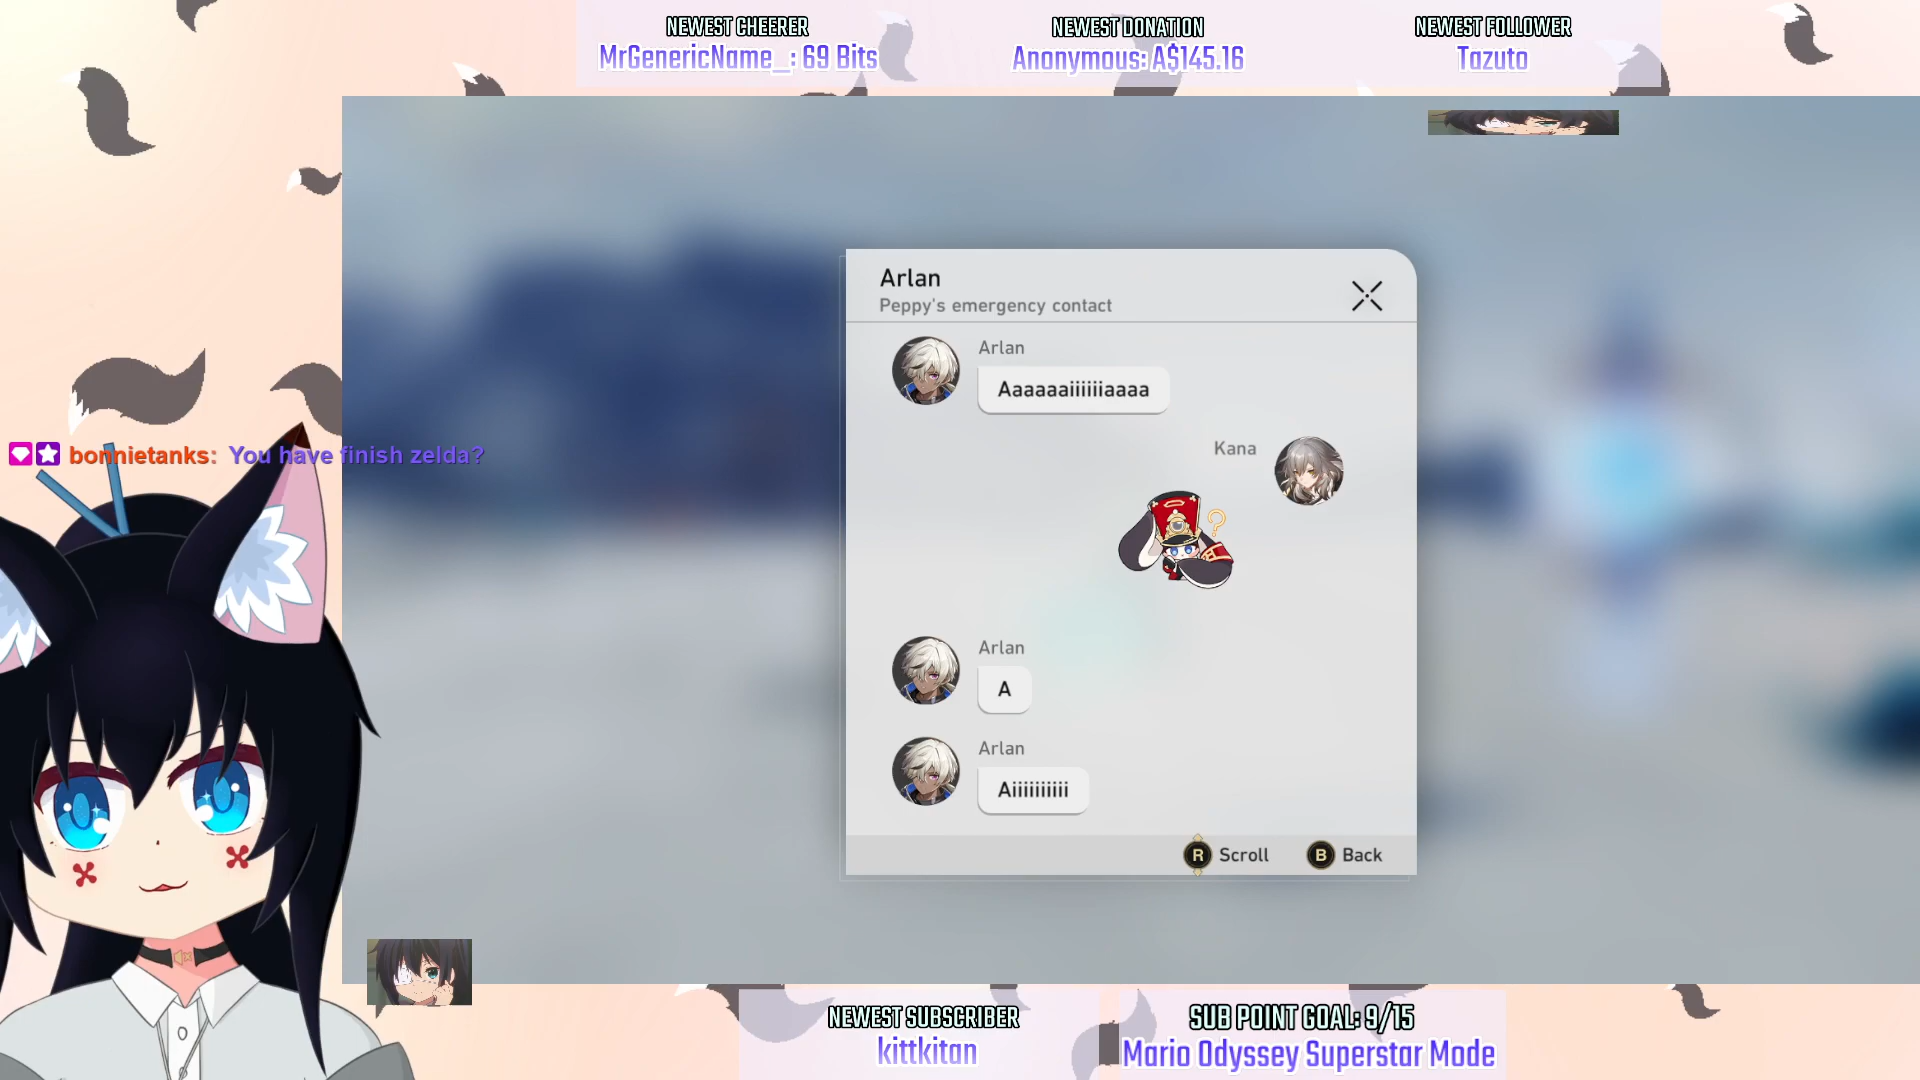 NEWEST CHEERER
MrGenericName_: 69 Bits
NEWEST DONATION
Anonymous: A$145.16
NEWEST FOLLOWER
Tazuto
Arlan
Peppy's emergency contact
Arlan
Aaaaaaiiiiiiaaaa
Kana
?
bonnietanks: You have finish zelda?
Arlan
A
Arlan
Aiiiiiiiiii
R Scroll
B Back
NEWEST SUBSCRIBER
kittkitan
SUB POINT GOAL: 9/15
Mario Odyssey Superstar Mode